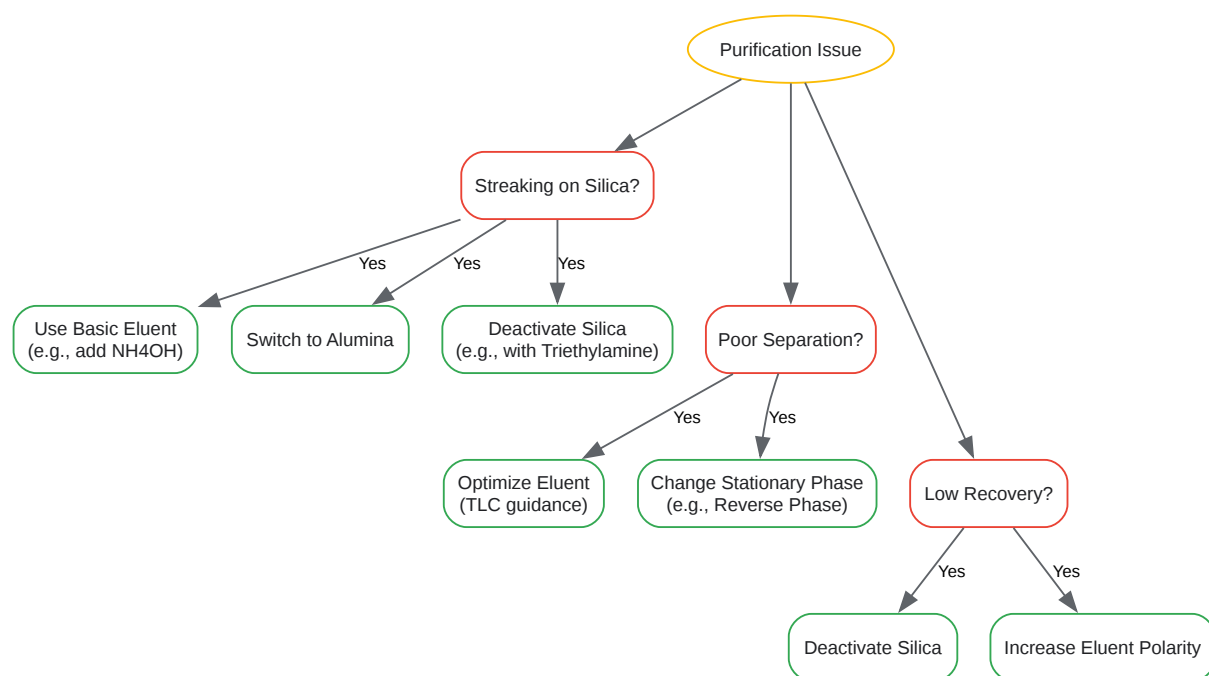 Purification Issue
Streaking on Silica?
Yes
Yes
Yes
Use Basic Eluent
(e.g., add NH4OH)
Switch to Alumina
Deactivate Silica
(e.g., with Triethylamine)
Poor Separation?
Yes
Yes
Optimize Eluent
(TLC guidance)
Change Stationary Phase
(e.g., Reverse Phase)
Low Recovery?
Yes
Yes
Deactivate Silica
Increase Eluent Polarity